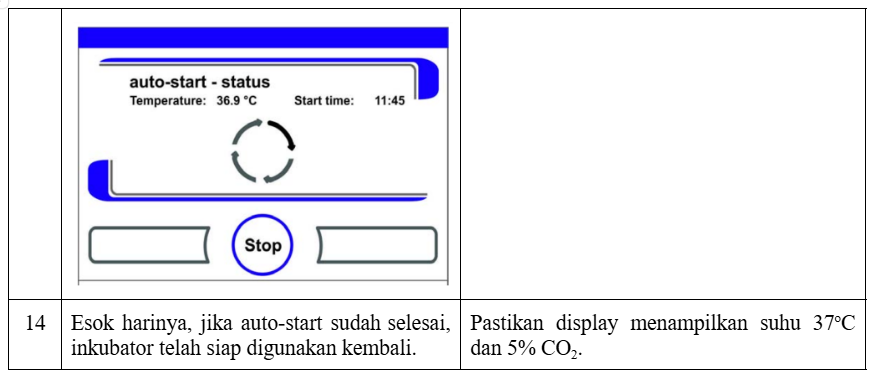 auto-start - status
Temperature: 36.9 °C Start time: 11:45
Stop
14
Esok harinya, jika auto-start sudah selesai,
inkubator telah siap digunakan kembali.
Pastikan display menampilkan suhu 37°C
dan 5% CO₂.